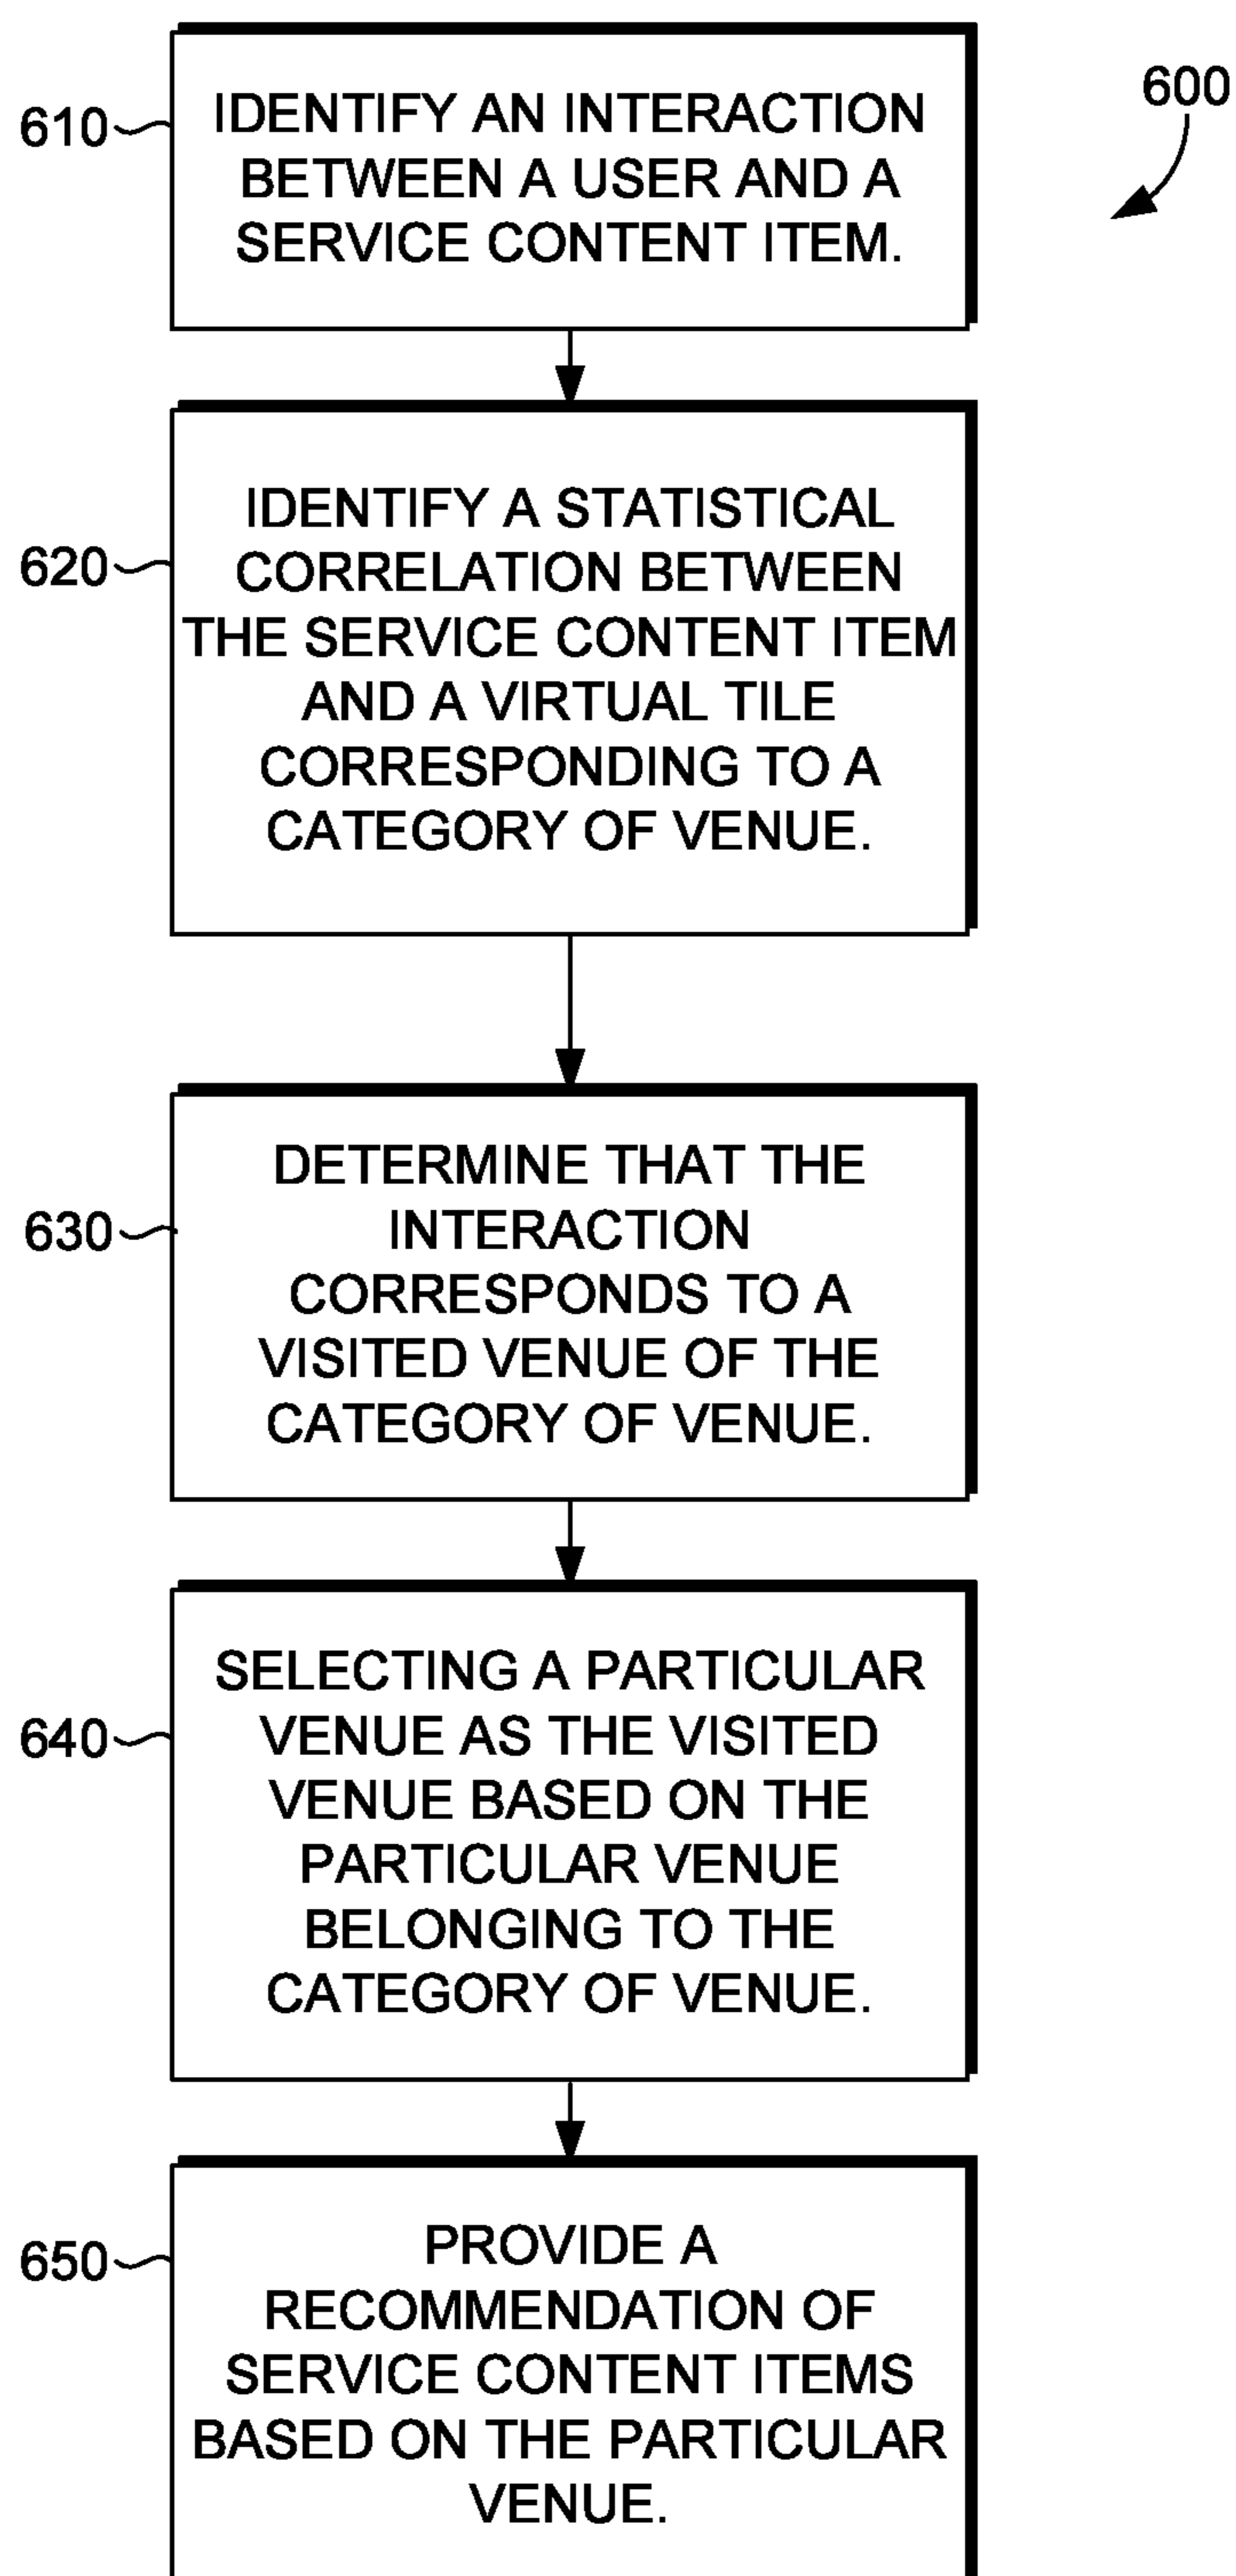 600
610
IDENTIFY AN INTERACTION
BETWEEN A USER AND A
SERVICE CONTENT ITEM.
620
IDENTIFY A STATISTICAL
CORRELATION BETWEEN
THE SERVICE CONTENT ITEM
AND A VIRTUAL TILE
CORRESPONDING TO A
CATEGORY OF VENUE.
630
DETERMINE THAT THE
INTERACTION
CORRESPONDS TO A
VISITED VENUE OF THE
CATEGORY OF VENUE.
640
SELECTING A PARTICULAR
VENUE AS THE VISITED
VENUE BASED ON THE
PARTICULAR VENUE
BELONGING TO THE
CATEGORY OF VENUE.
650
PROVIDE A
RECOMMENDATION OF
SERVICE CONTENT ITEMS
BASED ON THE PARTICULAR
VENUE.